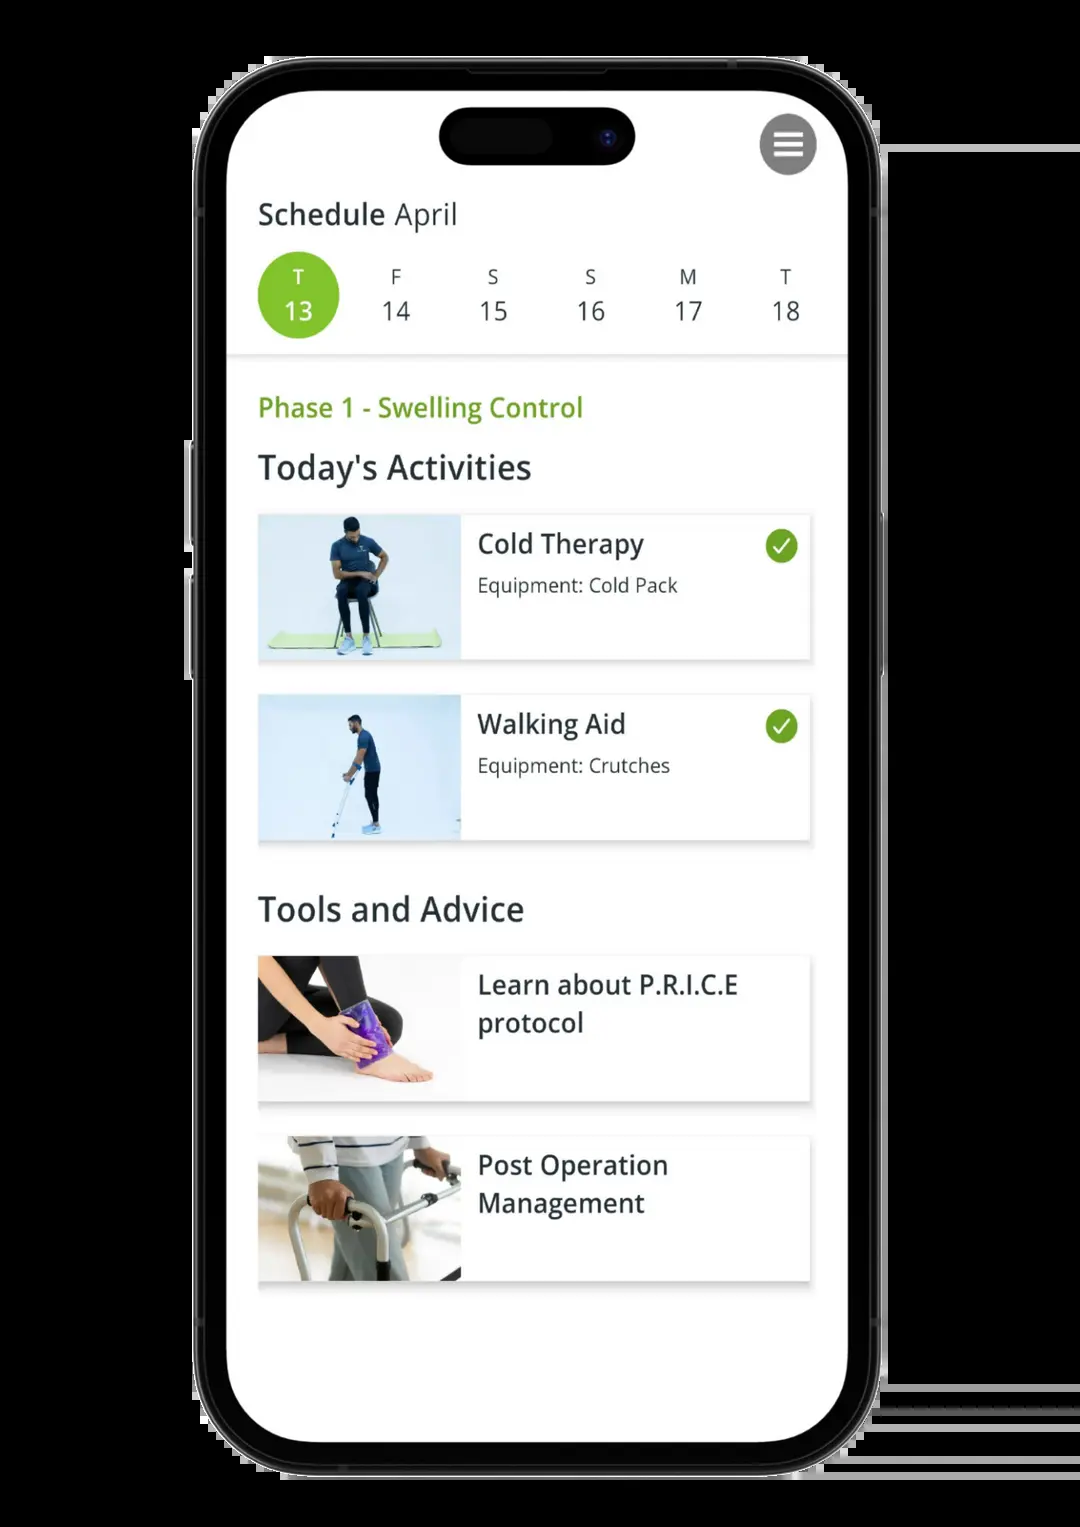 Schedule April
T F S S M T
13 14 15 16 17 18
Phase 1 - Swelling Control
Today's Activities
Cold Therapy
Equipment: Cold Pack
Walking Aid
Equipment: Crutches
Tools and Advice
Learn about P.R.I.C.E
protocol
Post Operation
Management